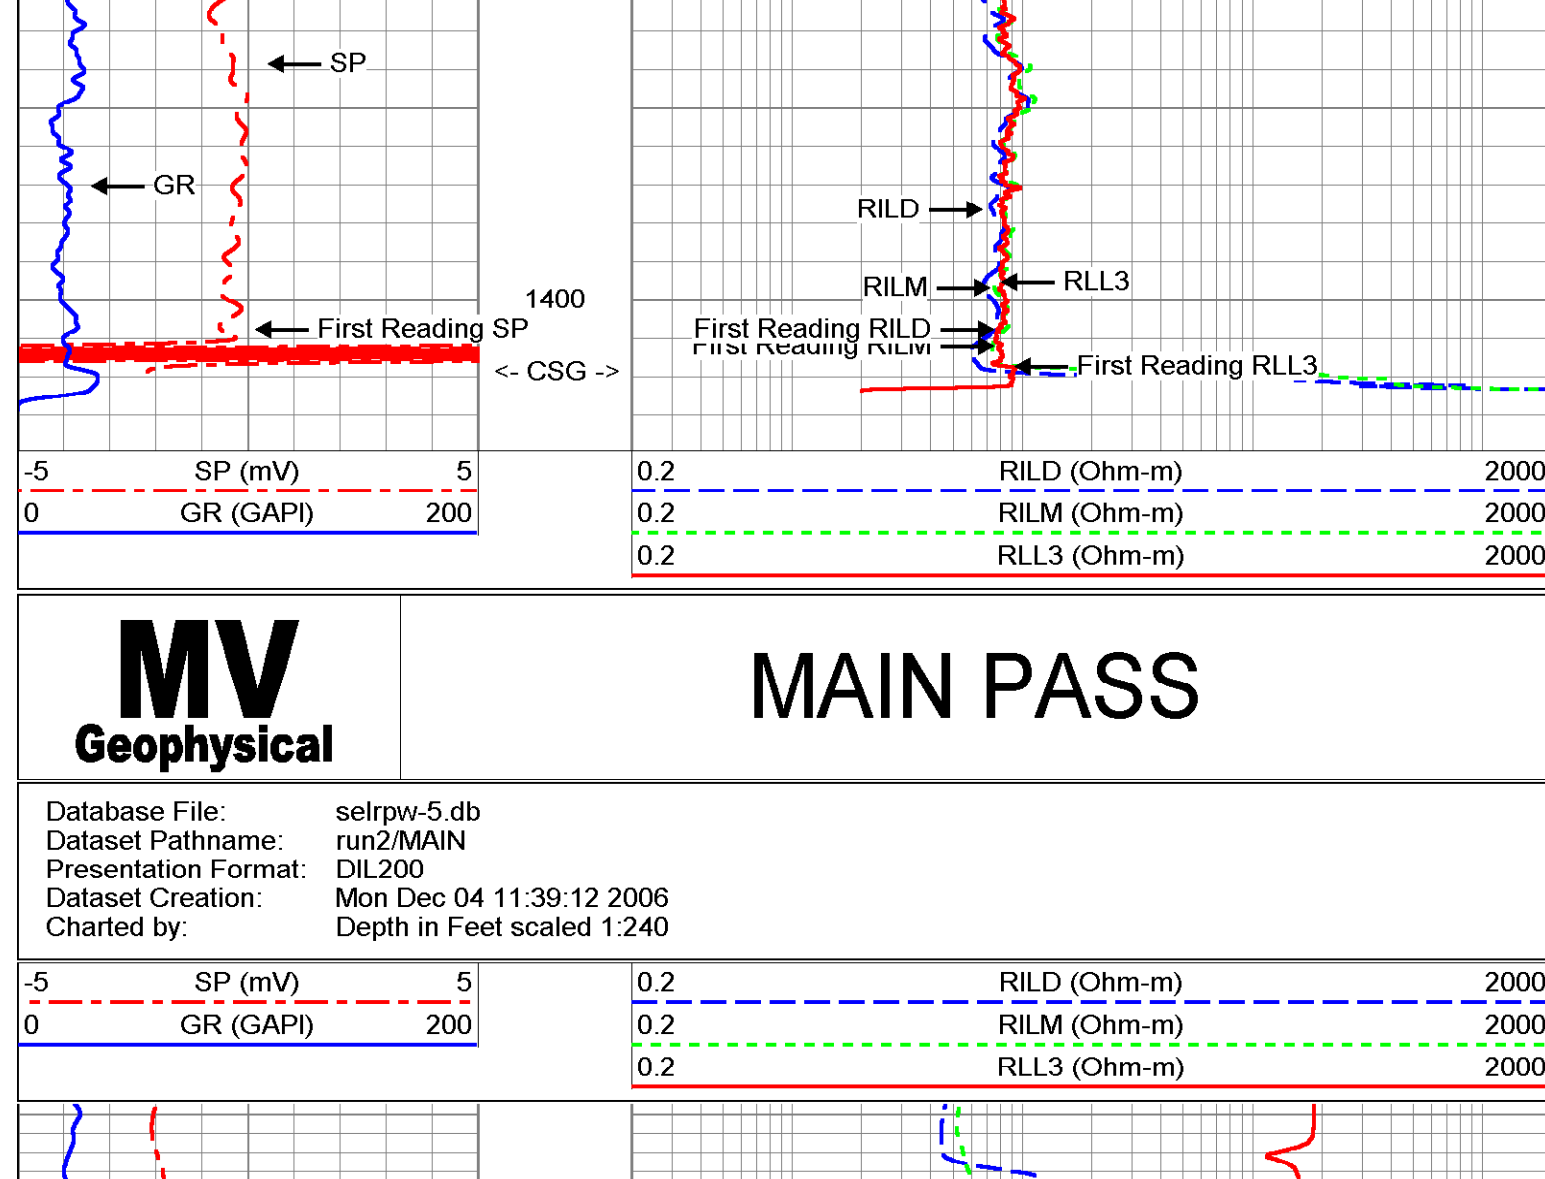 SP
GR
RILD
RILM
RLL3
1400
First Reading SP
First Reading RILD
First Reading RILM
<- CSG ->
First Reading RLL3
-5 SP (mV) 5
0 GR (GAPI) 200
0.2 RILD (Ohm-m) 2000
0.2 RILM (Ohm-m) 2000
0.2 RLL3 (Ohm-m) 2000
MV
Geophysical
MAIN PASS
Database File: selrpw-5.db
Dataset Pathname: run2/MAIN
Presentation Format: DIL200
Dataset Creation: Mon Dec 04 11:39:12 2006
Charted by: Depth in Feet scaled 1:240
-5 SP (mV) 5
0 GR (GAPI) 200
0.2 RILD (Ohm-m) 2000
0.2 RILM (Ohm-m) 2000
0.2 RLL3 (Ohm-m) 2000